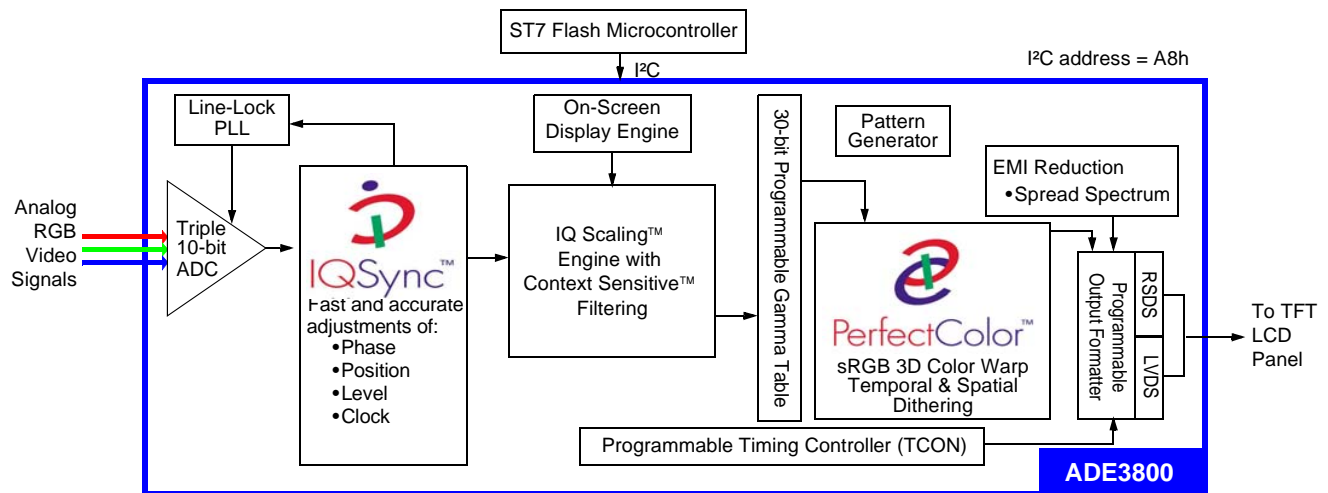 ST7 Flash Microcontroller
I²C
I²C address = A8h
Line-Lock
PLL
On-Screen
Display Engine
30-bit Programmable Gamma Table
Pattern
Generator
EMI Reduction
•Spread Spectrum
Analog
RGB
Video
Signals
Triple
10-bit
ADC
IQSync™
Fast and accurate
adjustments of:
•Phase
•Position
•Level
•Clock
IQ Scaling™
Engine with
Context Sensitive™
Filtering
PerfectColor™
sRGB 3D Color Warp
Temporal & Spatial
Dithering
Programmable
Output Formatter
RSDS
LVDS
To TFT
LCD
Panel
Programmable Timing Controller (TCON)
ADE3800